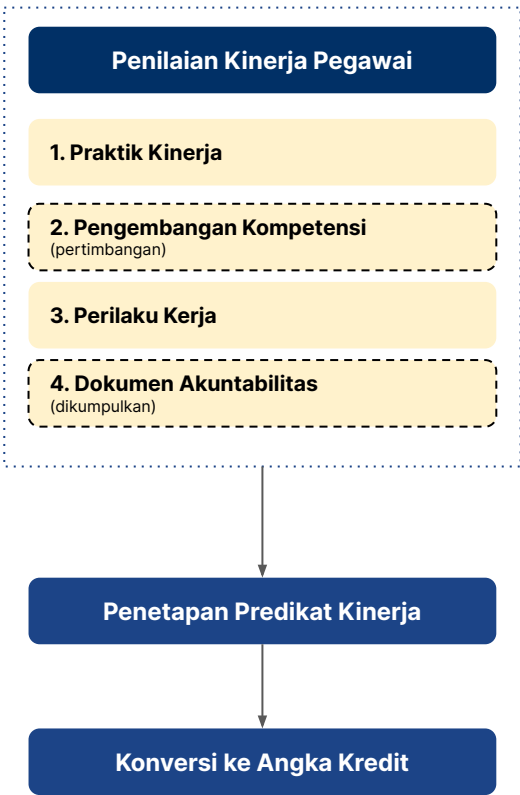 Penilaian Kinerja Pegawai
1. Praktik Kinerja
2. Pengembangan Kompetensi
(pertimbangan)
3. Perilaku Kerja
4. Dokumen Akuntabilitas
(dikumpulkan)
Penetapan Predikat Kinerja
Konversi ke Angka Kredit